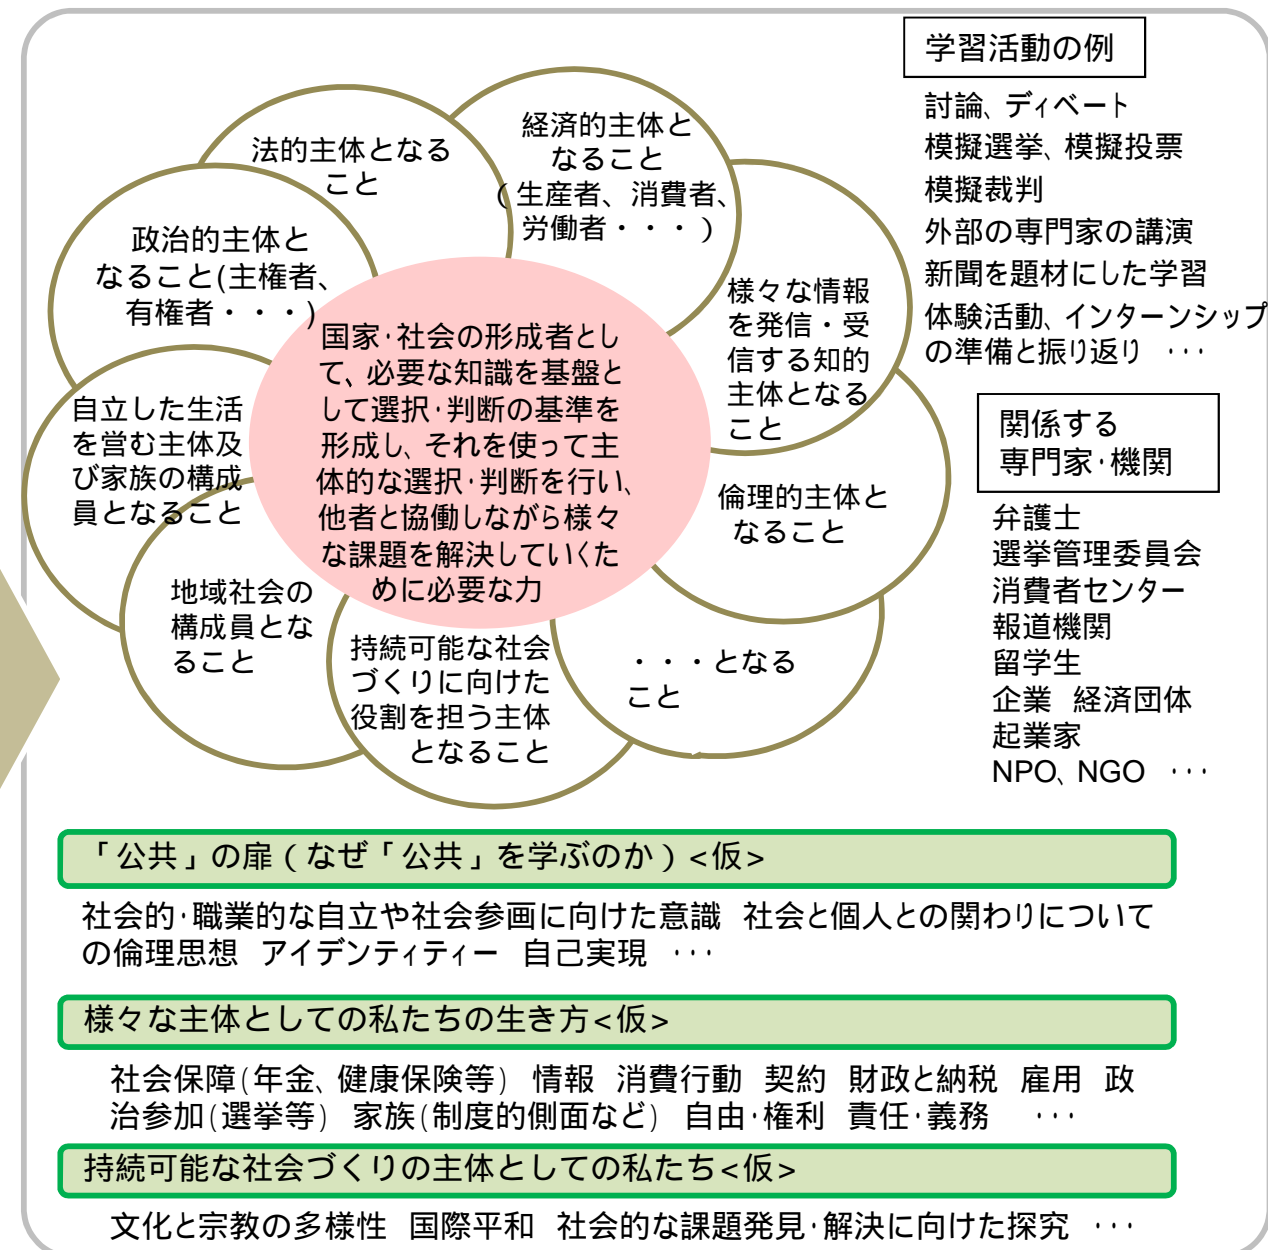 学習活動の例
討論、ディベート
模擬選挙、模擬投票
模擬裁判
外部の専門家の講演
新聞を題材にした学習
体験活動、インターンシップ
の準備と振り返り ･･･
関係する
専門家･機関
弁護士
選挙管理委員会
消費者センター
報道機関
留学生
企業 経済団体
起業家
NPO、NGO ･･･
経済的主体と
なること
(生産者、消費者、
労働者・・・)
法的主体となる
こと
政治的主体と
なること(主権者、
有権者・・・)
様々な情報
を発信・受
信する知的
主体となる
こと
国家･社会の形成者とし
て、必要な知識を基盤と
して選択･判断の基準を
形成し、それを使って主
体的な選択･判断を行い、
他者と協働しながら様々
な課題を解決していくた
めに必要な力
自立した生活
を営む主体及
び家族の構成
員となること
倫理的主体と
なること
地域社会の
構成員とな
ること
持続可能な社会
づくりに向けた
役割を担う主体
となること
・・・となる
こと
「公共」の扉(なぜ「公共」を学ぶのか)<仮>
社会的･職業的な自立や社会参画に向けた意識 社会と個人との関わりについて
の倫理思想 アイデンティティー 自己実現 ･･･
様々な主体としての私たちの生き方<仮>
社会保障(年金、健康保険等) 情報 消費行動 契約 財政と納税 雇用 政
治参加(選挙等) 家族(制度的側面など) 自由･権利 責任･義務 ･･･
持続可能な社会づくりの主体としての私たち<仮>
文化と宗教の多様性 国際平和 社会的な課題発見･解決に向けた探究 ･･･